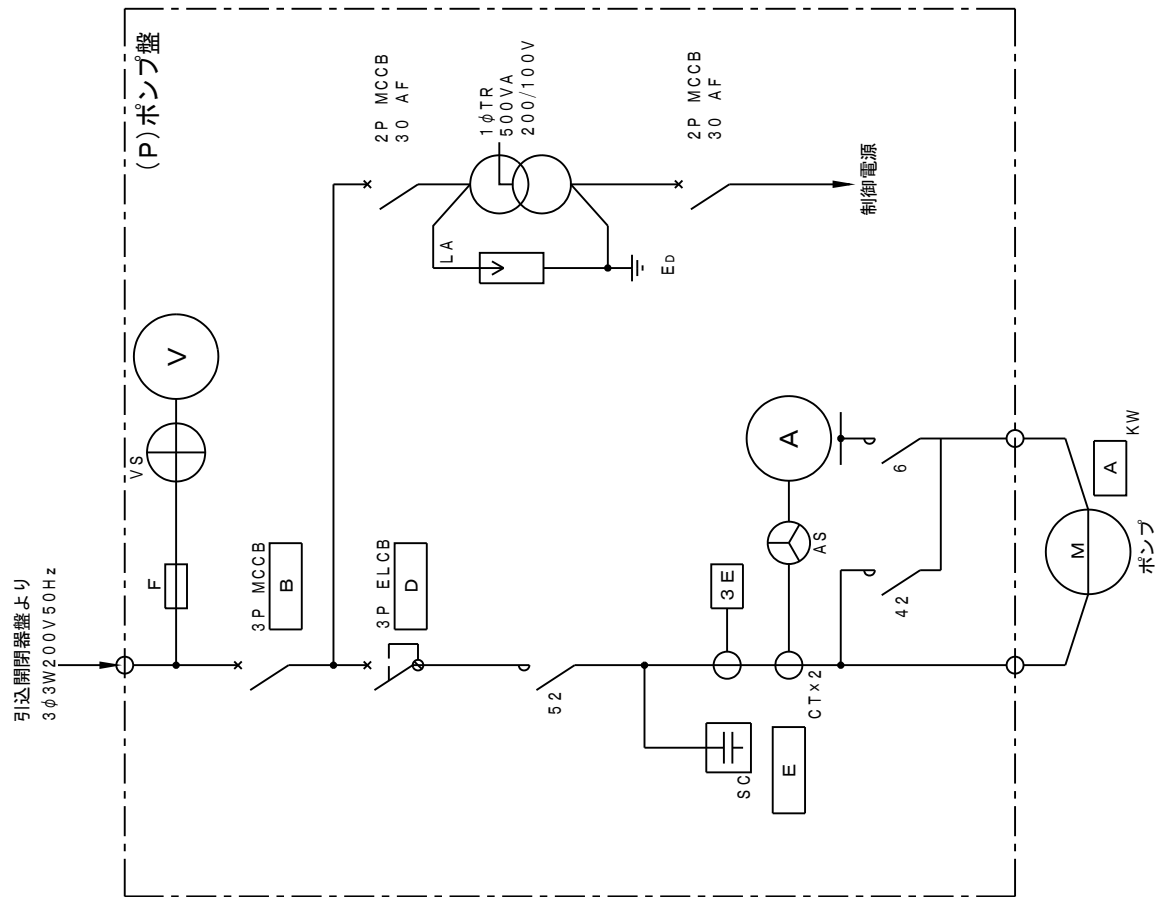 引込開閉器盤より
3φ3W200V50Hz
(P)ポンプ盤
VS
V
F
3P MCCB
B
2P MCCB
30 AF
1φTR
500VA
200/100V
LA
ED
2P MCCB
30 AF
制御電源
3P ELCB
D
52
SC
E
3E
CT×2
AS
A
42
6
M
ポンプ
A
KW